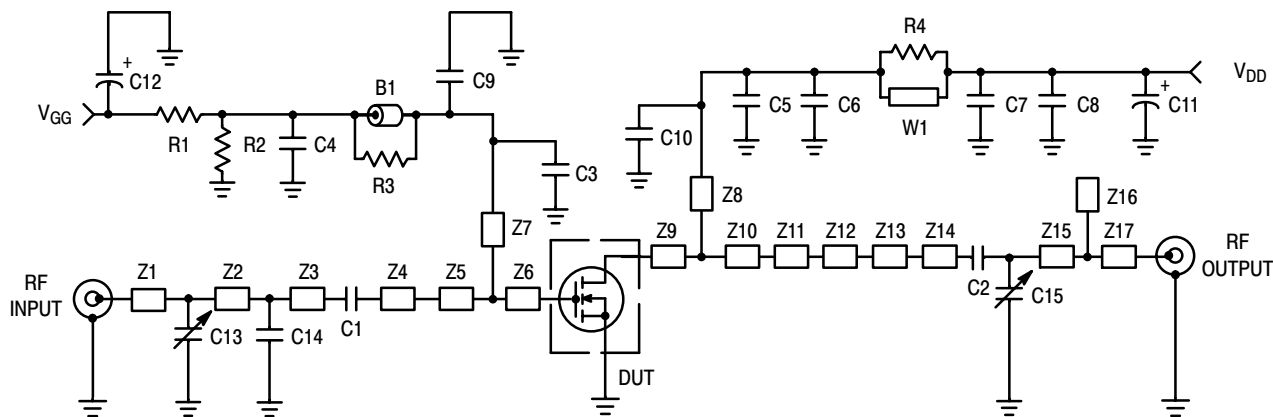 C12
+
VGG
R1
R2
C4
B1
R3
C9
C3
Z7
RF
INPUT
Z1
C13
Z2
C14
Z3
C1
Z4
Z5
Z6
DUT
C10
Z8
C5
C6
R4
W1
C7
C8
+
C11
VDD
Z9
Z10
Z11
Z12
Z13
Z14
C2
C15
Z15
Z16
Z17
RF
OUTPUT